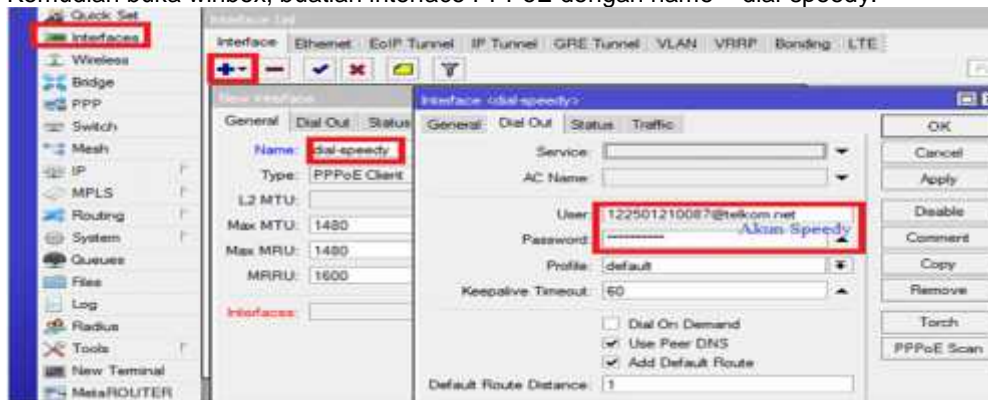 Kemudian buka winbox, buatlan interface PPPoE dengan name = dial-speedy.
Quick Set
Interfaces
Wireless
Bridge
PPP
Switch
Mesh
IP
MPLS
Routing
System
Queues
Files
Log
Radius
Tools
New Terminal
MetaROUTER
Interface List
Interface Ethernet EoIP Tunnel IP Tunnel GRE Tunnel VLAN VRRP Bonding LTE
New Interface
General Dial Out Status
Name: dial-speedy
Type: PPPoE Client
L2 MTU:
Max MTU: 1480
Max MRU: 1480
MRRU: 1600
Interfaces:
Interface <dial-speedy>
General Dial Out Status Traffic
Service:
AC Name:
User: 122501210087@telkom.net
Akun Speedy
Password: **********
Profile: default
Keepalive Timeout: 60
Dial On Demand
Use Peer DNS
Add Default Route
Default Route Distance: 1
OK
Cancel
Apply
Disable
Comment
Copy
Remove
Torch
PPPoE Scan